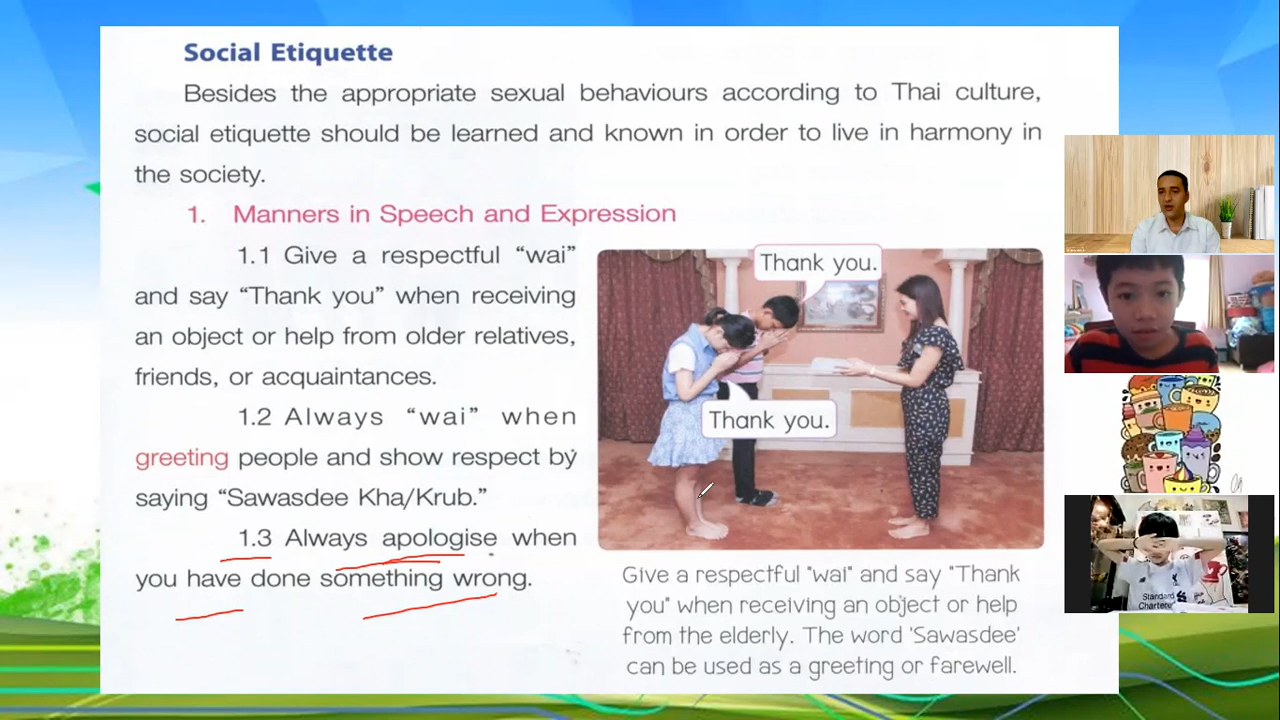 Social Etiquette
Besides the appropriate sexual behaviours according to Thai culture,
social etiquette should be learned and known in order to live in harmony in
the society.
1. Manners in Speech and Expression
1.1 Give a respectful “wai”
and say “Thank you” when receiving
an object or help from older relatives,
friends, or acquaintances.
1.2 Always “wai” when
greeting people and show respect by
saying “Sawasdee Kha/Krub.”
1.3 Always apologise when
you have done something wrong.
Thank you.
Thank you.
Give a respectful "wai" and say "Thank
you" when receiving an object or help
from the elderly. The word 'Sawasdee'
can be used as a greeting or farewell.
Standard
Chartered